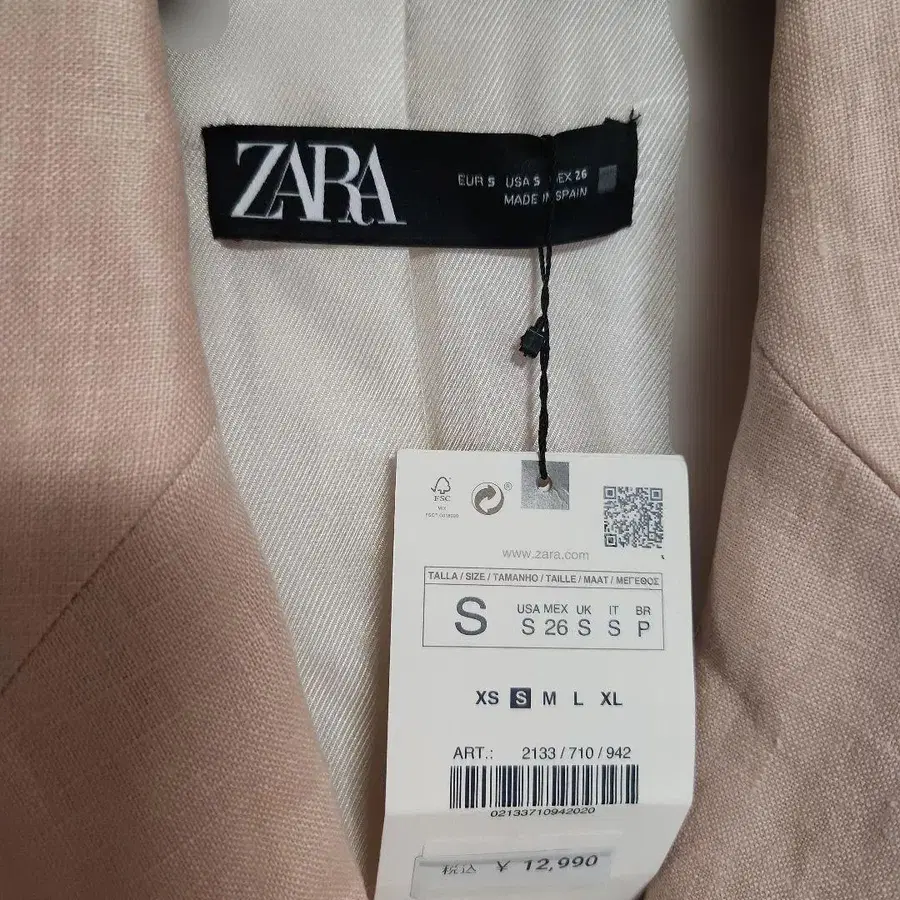 ZARA
EUR S USA S MEX 26
MADE IN SPAIN
FSC
®
www.zara.com
TALLA / SIZE / TAMANHO / TAILLE / MAAT / ΜΕΓΕΘΟΣ
S
USA MEX UK IT BR
S 26 S S P
XS S M L XL
ART.: 2133 / 710 / 942
02133710942020
税込 ¥ 12,990